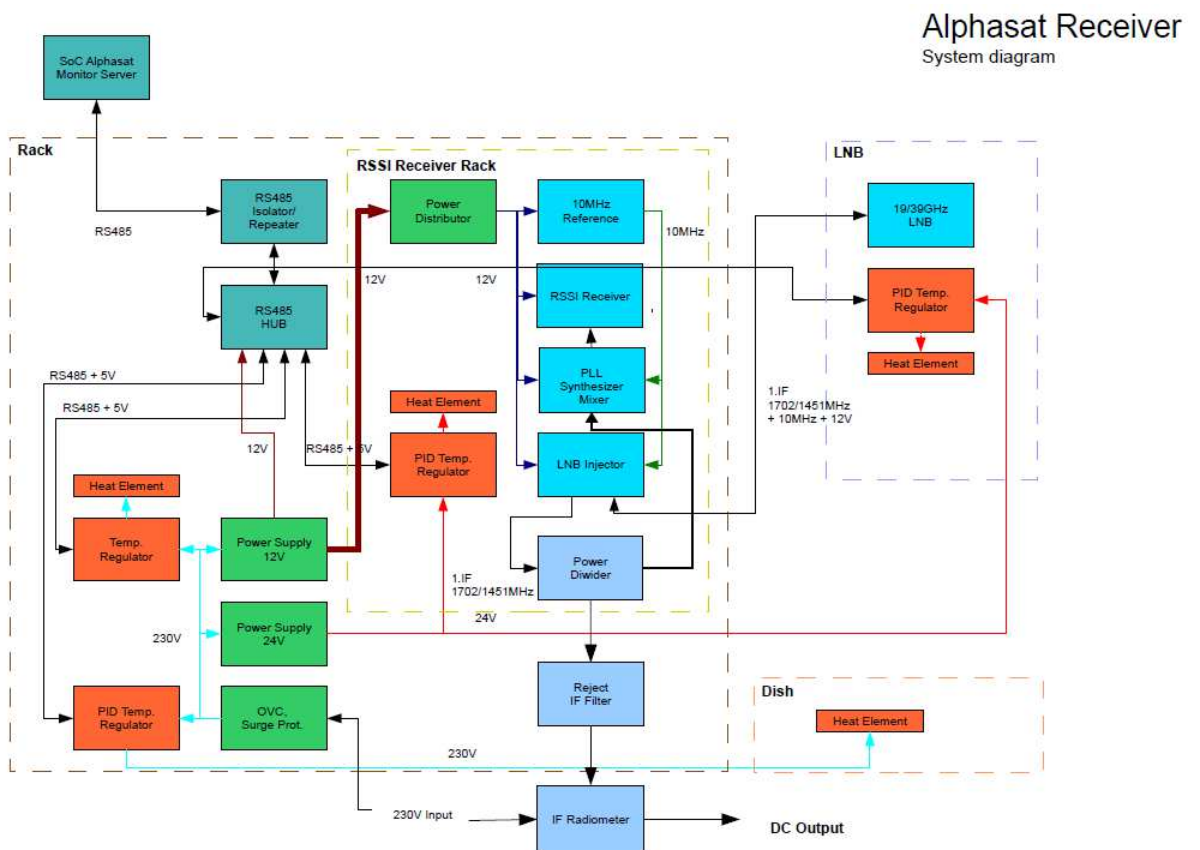 Alphasat Receiver
System diagram
SoC Alphasat
Monitor Server
Rack
RSSI Receiver Rack
LNB
RS485
Isolator/
Repeater
Power
Distributor
10MHz
Reference
19/39GHz
LNB
RS485
10MHz
12V
12V
RSSI Receiver
RS485
HUB
PID Temp.
Regulator
PLL
Synthesizer
Mixer
Heat Element
RS485 + 5V
RS485 + 5V
Heat Element
1.IF
1702/1451MHz
+ 10MHz + 12V
12V
RS485 + 5V
PID Temp.
Regulator
LNB Injector
Heat Element
Temp.
Regulator
Power Supply
12V
Power
Diwider
1.IF
1702/1451MHz
24V
230V
Power Supply
24V
Reject
IF Filter
Dish
PID Temp.
Regulator
OVC,
Surge Prot.
Heat Element
230V
230V Input
IF Radiometer
DC Output